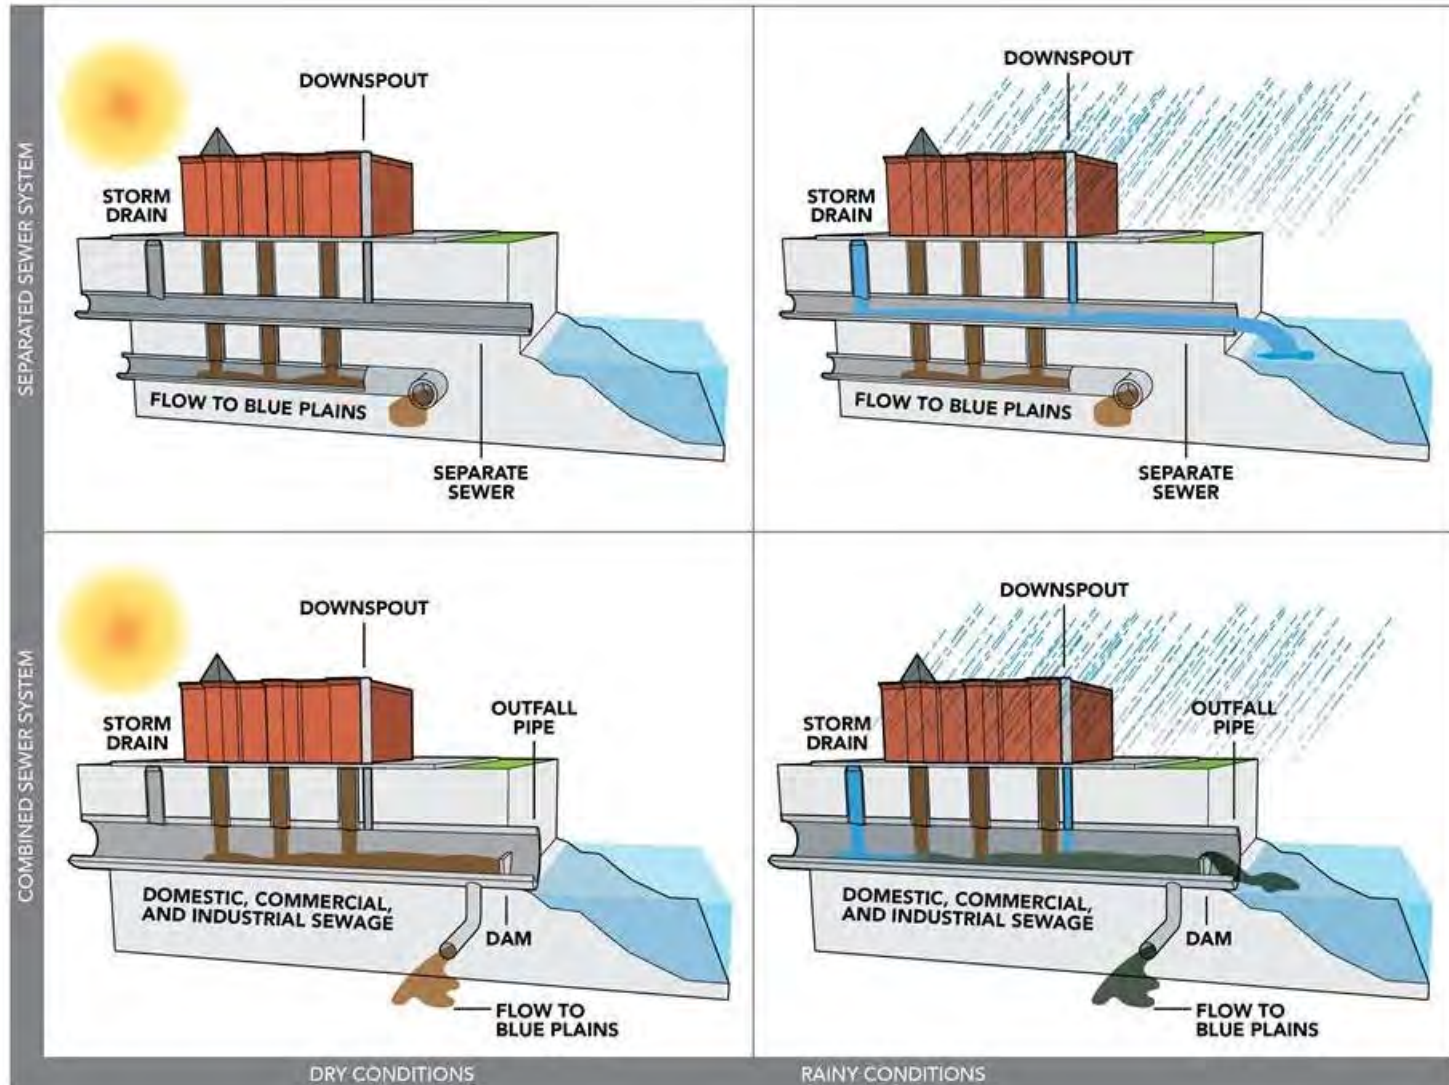 SEPARATED SEWER SYSTEM
DOWNSPOUT
STORM
DRAIN
FLOW TO BLUE PLAINS
SEPARATE
SEWER
DOWNSPOUT
STORM
DRAIN
FLOW TO BLUE PLAINS
SEPARATE
SEWER
COMBINED SEWER SYSTEM
DOWNSPOUT
OUTFALL
PIPE
STORM
DRAIN
DOMESTIC, COMMERCIAL,
AND INDUSTRIAL SEWAGE
DAM
FLOW TO
BLUE PLAINS
DOWNSPOUT
OUTFALL
PIPE
STORM
DRAIN
DOMESTIC, COMMERCIAL,
AND INDUSTRIAL SEWAGE
DAM
FLOW TO
BLUE PLAINS
DRY CONDITIONS
RAINY CONDITIONS